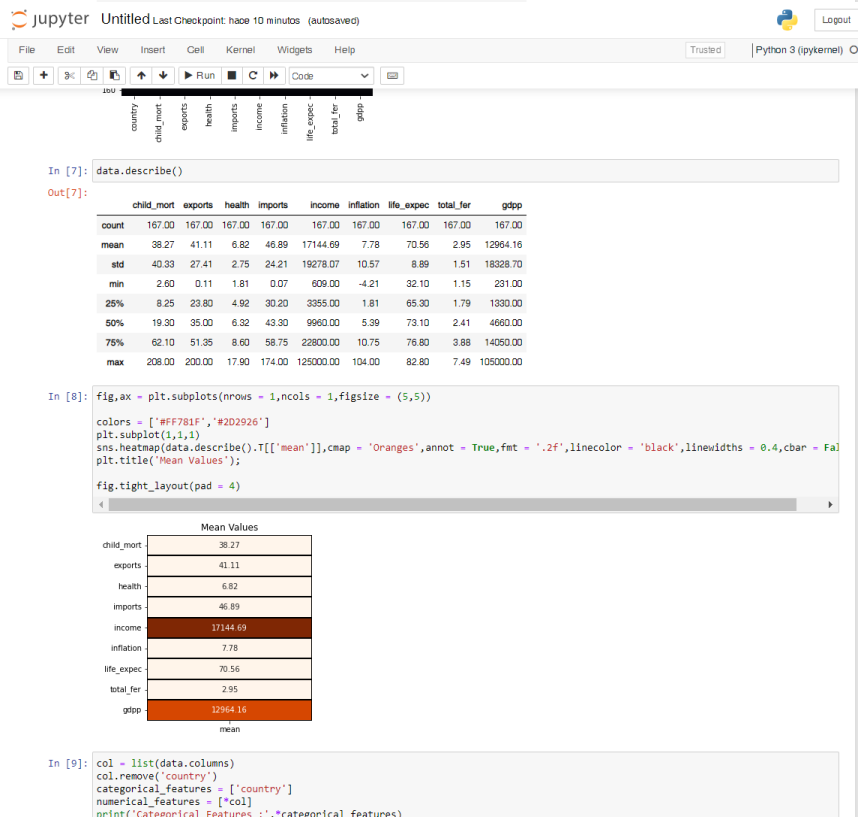 jupyter Untitled Last Checkpoint: hace 10 minutos (autosaved)
Logout
File Edit View Insert Cell Kernel Widgets Help
Trusted
Python 3 (ipykernel)
Run
Code
160
country
child_mort
exports
health
imports
income
inflation
life_expec
total_fer
gdpp
In [7]: data.describe()
Out[7]:
child_mort exports health imports income inflation life_expec total_fer gdpp
count 167.00 167.00 167.00 167.00 167.00 167.00 167.00 167.00 167.00
mean 38.27 41.11 6.82 46.89 17144.69 7.78 70.56 2.95 12964.16
std 40.33 27.41 2.75 24.21 19278.07 10.57 8.89 1.51 18328.70
min 2.60 0.11 1.81 0.07 609.00 -4.21 32.10 1.15 231.00
25% 8.25 23.80 4.92 30.20 3355.00 1.81 65.30 1.79 1330.00
50% 19.30 35.00 6.32 43.30 9960.00 5.39 73.10 2.41 4660.00
75% 62.10 51.35 8.60 58.75 22800.00 10.75 76.80 3.88 14050.00
max 208.00 200.00 17.90 174.00 125000.00 104.00 82.80 7.49 105000.00
In [8]: fig,ax = plt.subplots(nrows = 1,ncols = 1,figsize = (5,5))
colors = ['#FF781F','#2D2926']
plt.subplot(1,1,1)
sns.heatmap(data.describe().T[['mean']],cmap = 'Oranges',annot = True,fmt = '.2f',linecolor = 'black',linewidths = 0.4,cbar = Fal
plt.title('Mean Values');
fig.tight_layout(pad = 4)
Mean Values
child_mort 38.27
exports 41.11
health 6.82
imports 46.89
income 17144.69
inflation 7.78
life_expec 70.56
total_fer 2.95
gdpp 12964.16
mean
In [9]: col = list(data.columns)
col.remove('country')
categorical_features = ['country']
numerical_features = [*col]
print('Categorical Features :',*categorical_features)